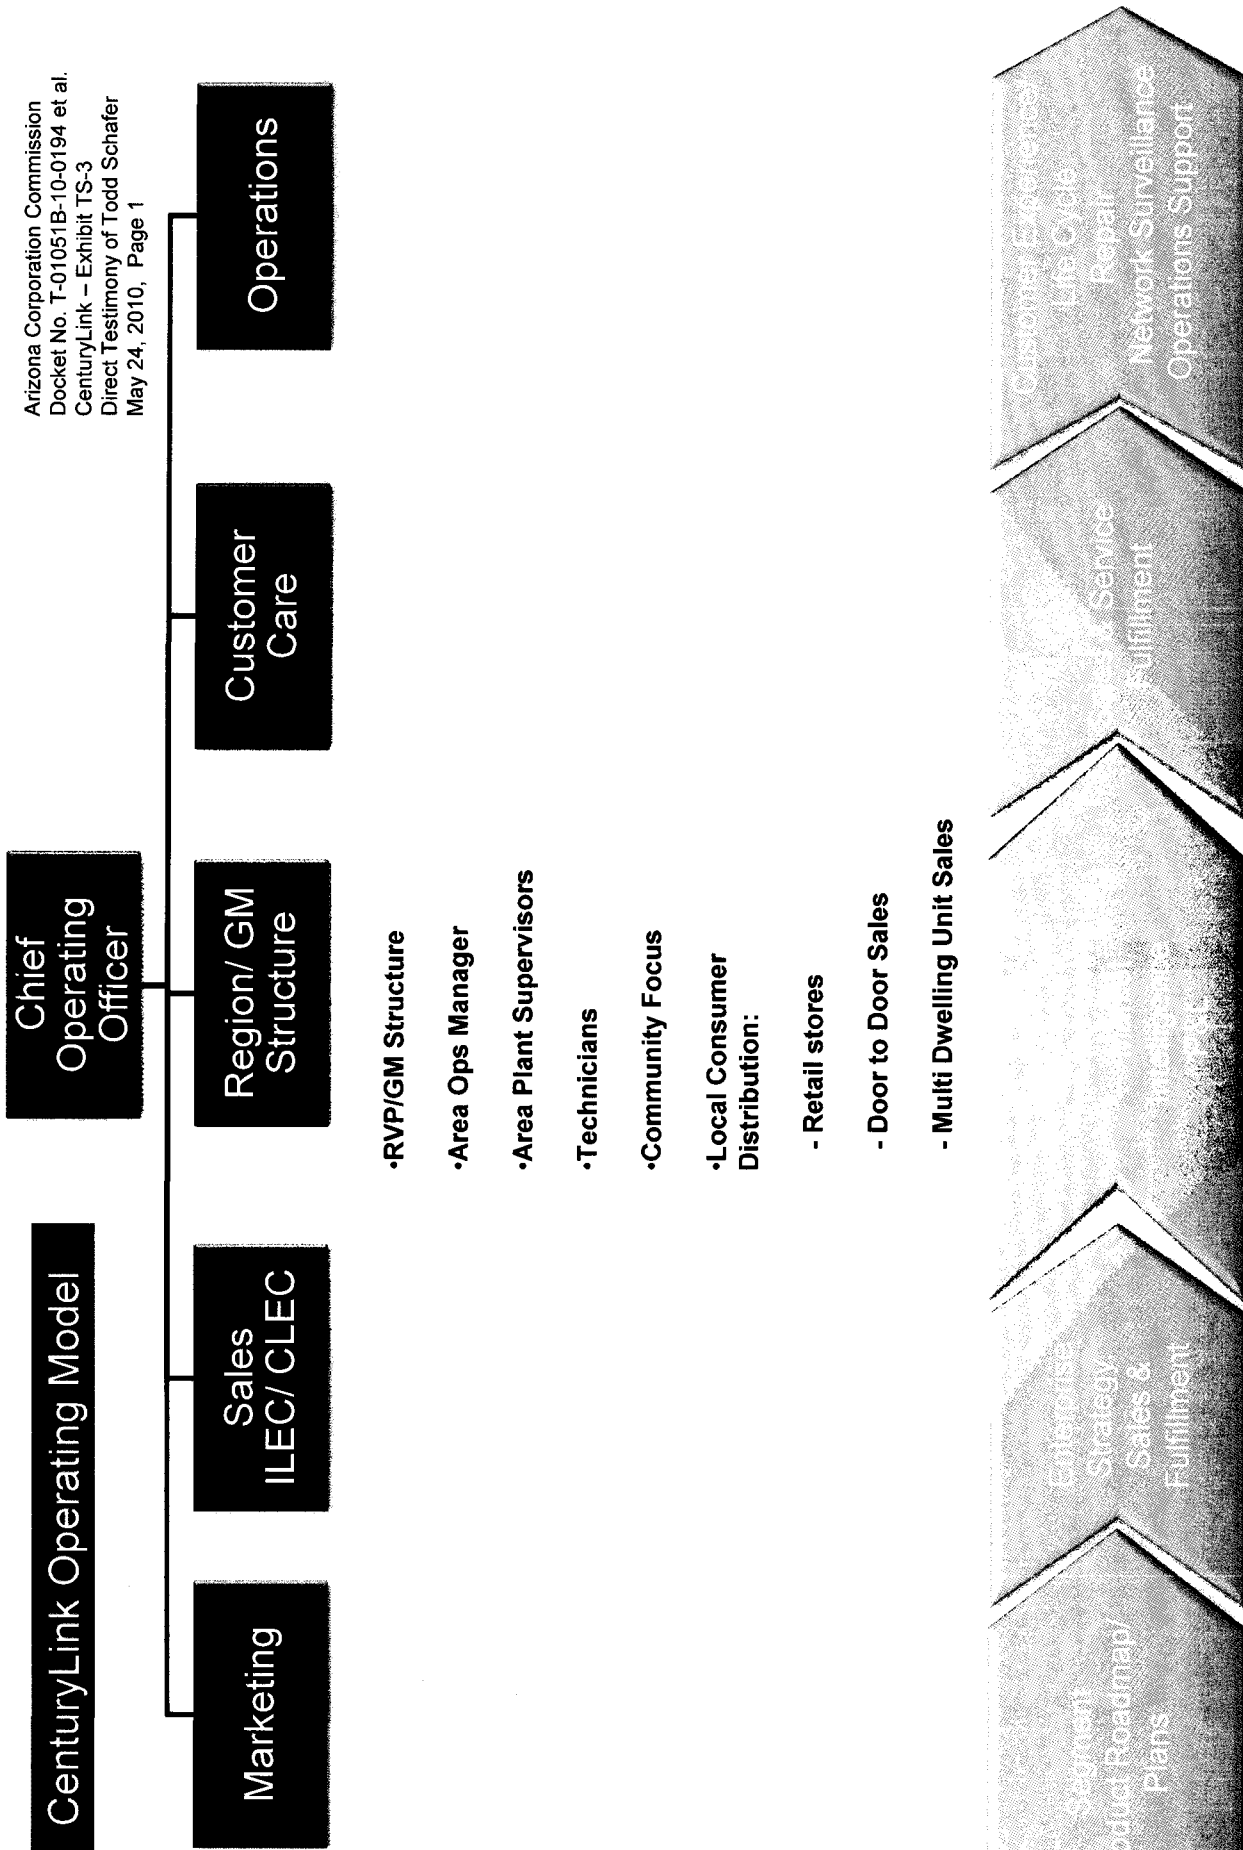 Arizona Corporation Commission
Docket No. T-01051B-10-0194 et al.
CenturyLink – Exhibit TS-3
Direct Testimony of Todd Schafer
May 24, 2010, Page 1
CenturyLink Operating Model
Chief
Operating
Officer
Marketing
Sales
ILEC/ CLEC
Region/ GM
Structure
Customer
Care
Operations
•RVP/GM Structure
•Area Ops Manager
•Area Plant Supervisors
•Technicians
•Community Focus
•Local Consumer
Distribution:
- Retail stores
- Door to Door Sales
- Multi Dwelling Unit Sales
Segment
Roadmap/
Plans
Enterprise
Strategy
Sales &
Fulfillment
& Service
Fulfillment
Customer Experience/
Life Cycle
Repair
Network Surveillance
Operations Support